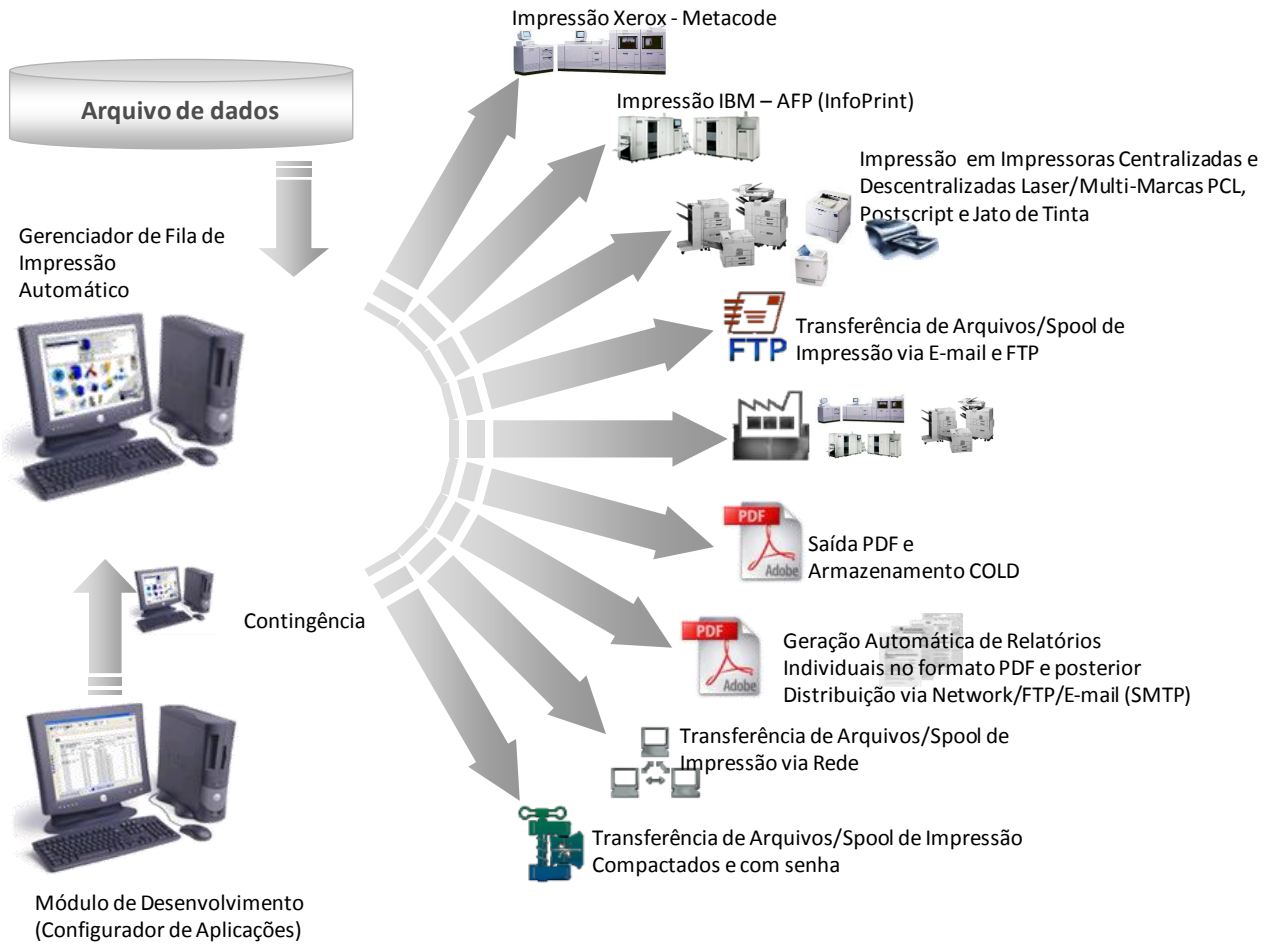 Impressão Xerox - Metacode
Arquivo de dados
Impressão IBM – AFP (InfoPrint)
Impressão em Impressoras Centralizadas e
Descentralizadas Laser/Multi-Marcas PCL,
Postscript e Jato de Tinta
Gerenciador de Fila de
Impressão
Automático
FTP
Transferência de Arquivos/Spool de
Impressão via E-mail e FTP
PDF
Adobe
Saída PDF e
Armazenamento COLD
Contingência
PDF
Adobe
Geração Automática de Relatórios
Individuais no formato PDF e posterior
Distribuição via Network/FTP/E-mail (SMTP)
Transferência de Arquivos/Spool de
Impressão via Rede
Transferência de Arquivos/Spool de Impressão
Compactados e com senha
Módulo de Desenvolvimento
(Configurador de Aplicações)